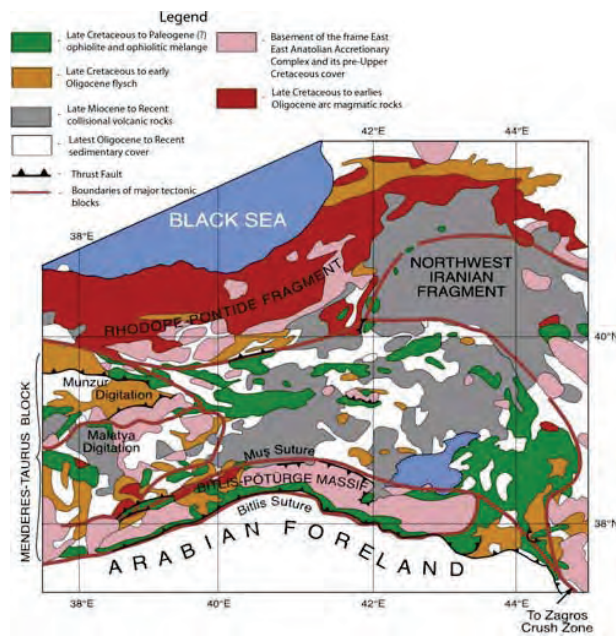 Legend
Late Cretaceous to Paleogene (?)
ophiolite and ophiolitic mèlange
Late Cretaceous to early
Oligocene flysch
Late Miocene to Recent
collisional volcanic rocks
Latest Oligocene to Recent
sedimentary cover
Thrust Fault
Boundaries of major tectonic
blocks
Basement of the frame East
East Anatolian Accretionary
Complex and its pre-Upper
Cretaceous cover
Late Cretaceous to earlies
Oligocene arc magmatic rocks
42°E
44°E
38°E
BLACK SEA
NORTHWEST
IRANIAN
FRAGMENT
RHODOPE-PONTIDE FRAGMENT
40°N
MENDERES-TAURUS BLOCK
Munzur
Digitation
Malatya
Digitation
Muş Suture
BITLIS-PÖTÜRGE MASSIF
Bitlis Suture
38°N
ARABIAN FORELAND
38°E
40°E
42°E
44°E
To Zagros
Crush Zone